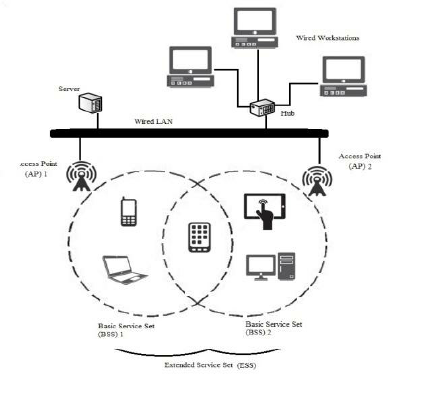 Wired Workstations
Server
Hub
Wired LAN
ccess Point
(AP) 1
Access Point
(AP) 2
Basic Service Set
(BSS) 1
Basic Service Set
(BSS) 2
Extended Service Set (ESS)